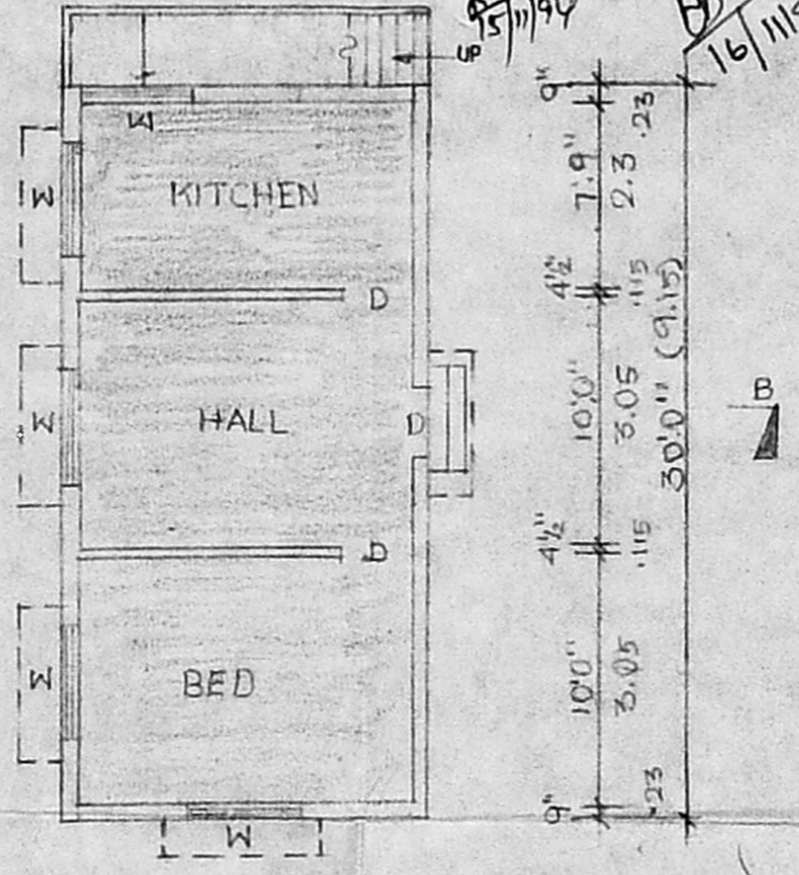 15/11/94
16/11/9
UP
W
KITCHEN
W
D
HALL
W
D
D
BED
W
W
9"
7'.9"
4½"
10'.0"
4½"
10'0"
9"
.23
2.3
.115
3.05
.115
3.05
.23
30'.0" (9.15)
B